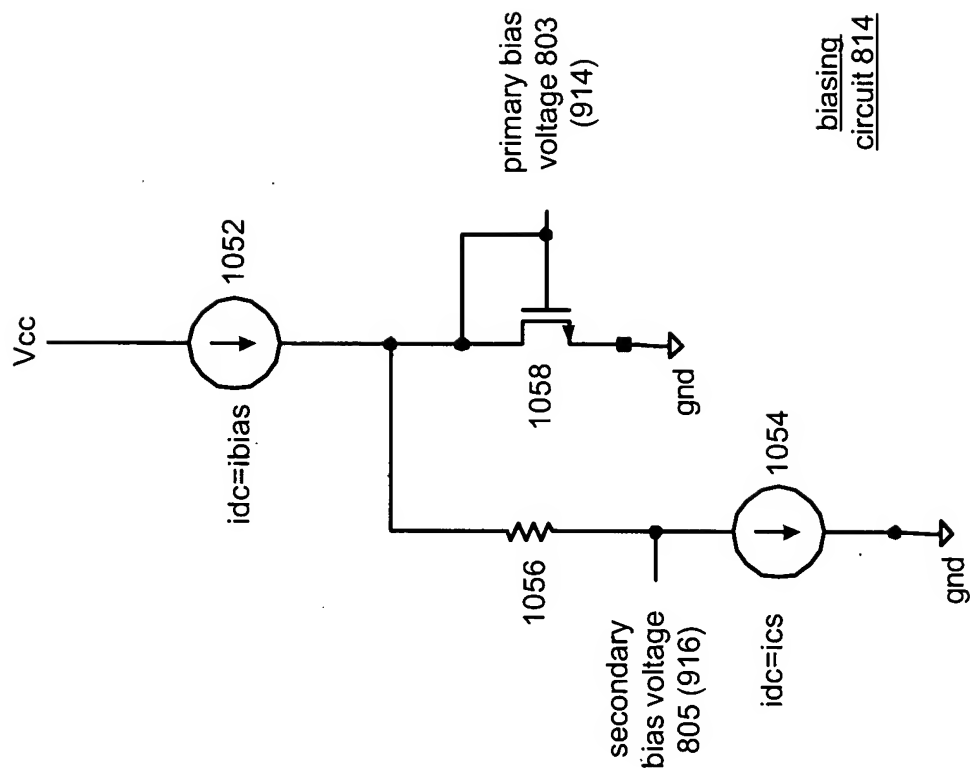 Vcc
1052
idc=ibias
primary bias
voltage 803
(914)
1058
gnd
1056
secondary
bias voltage
805 (916)
1054
idc=ics
gnd
biasing
circuit 814